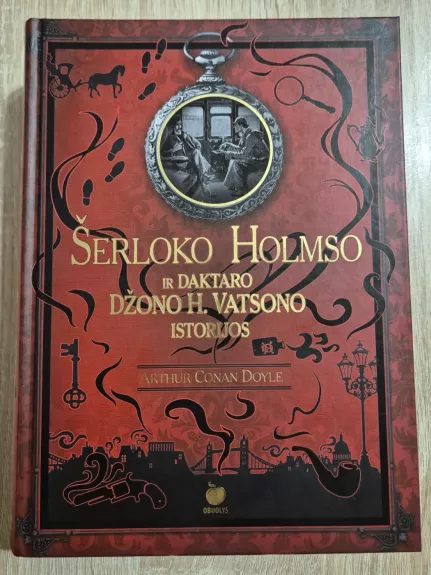 ŠERLOKO HOLMSO
IR DAKTARO
DŽONO H. VATSONO
ISTORIJOS
ARTHUR CONAN DOYLE
OBUOLYS